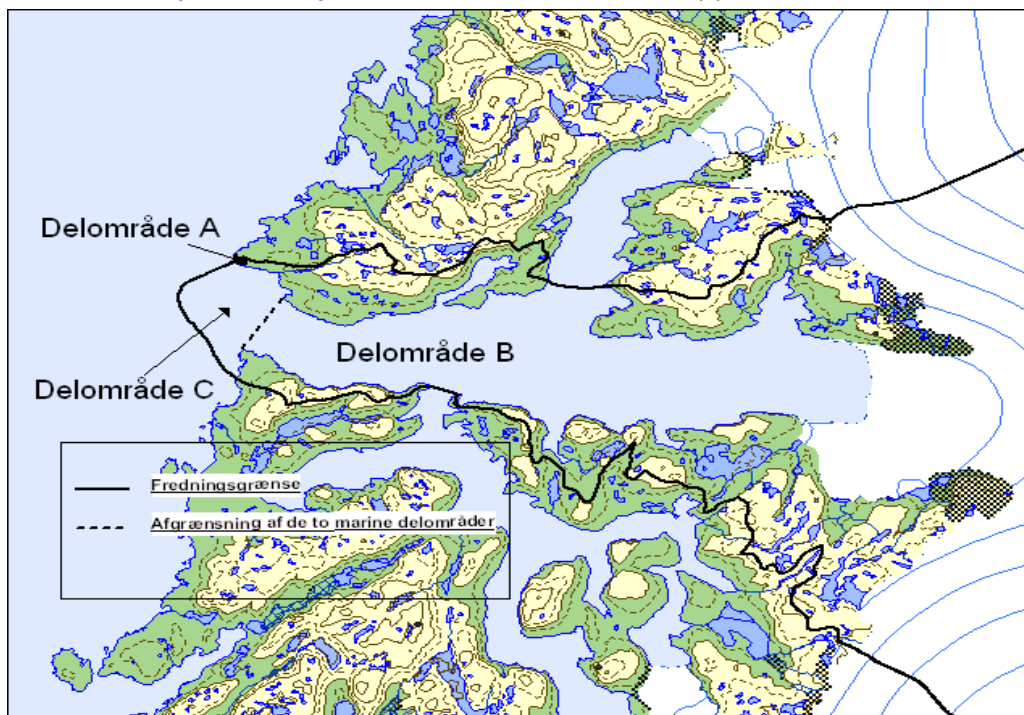 Delområde A
Delområde B
Delområde C
Fredningsgrænse
Afgrænsning af de to marine delområder